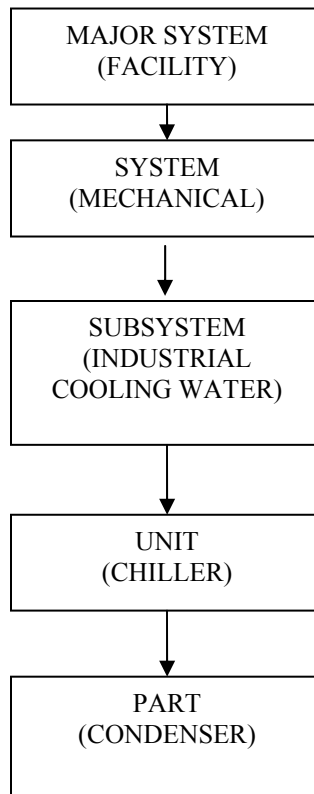 MAJOR SYSTEM
(FACILITY)
SYSTEM
(MECHANICAL)
SUBSYSTEM
(INDUSTRIAL
COOLING WATER)
UNIT
(CHILLER)
PART
(CONDENSER)